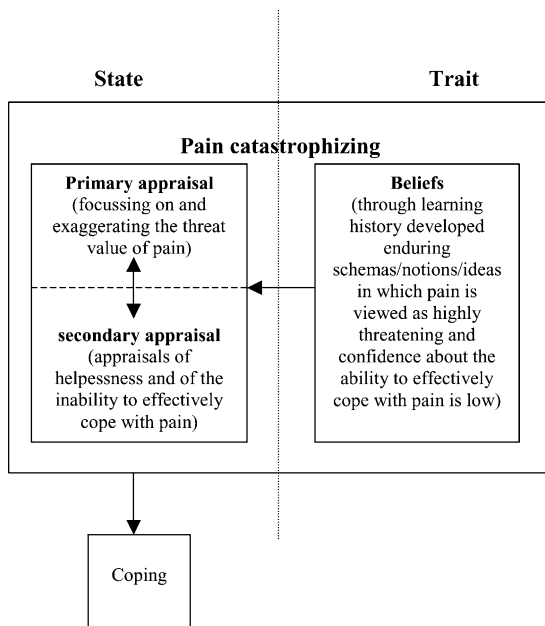 State
Trait
Pain catastrophizing
Primary appraisal
(focussing on and
exaggerating the threat
value of pain)
secondary appraisal
(appraisals of
helpessness and of the
inability to effectively
cope with pain)
Beliefs
(through learning
history developed
enduring
schemas/notions/ideas
in which pain is
viewed as highly
threatening and
confidence about the
ability to effectively
cope with pain is low)
Coping